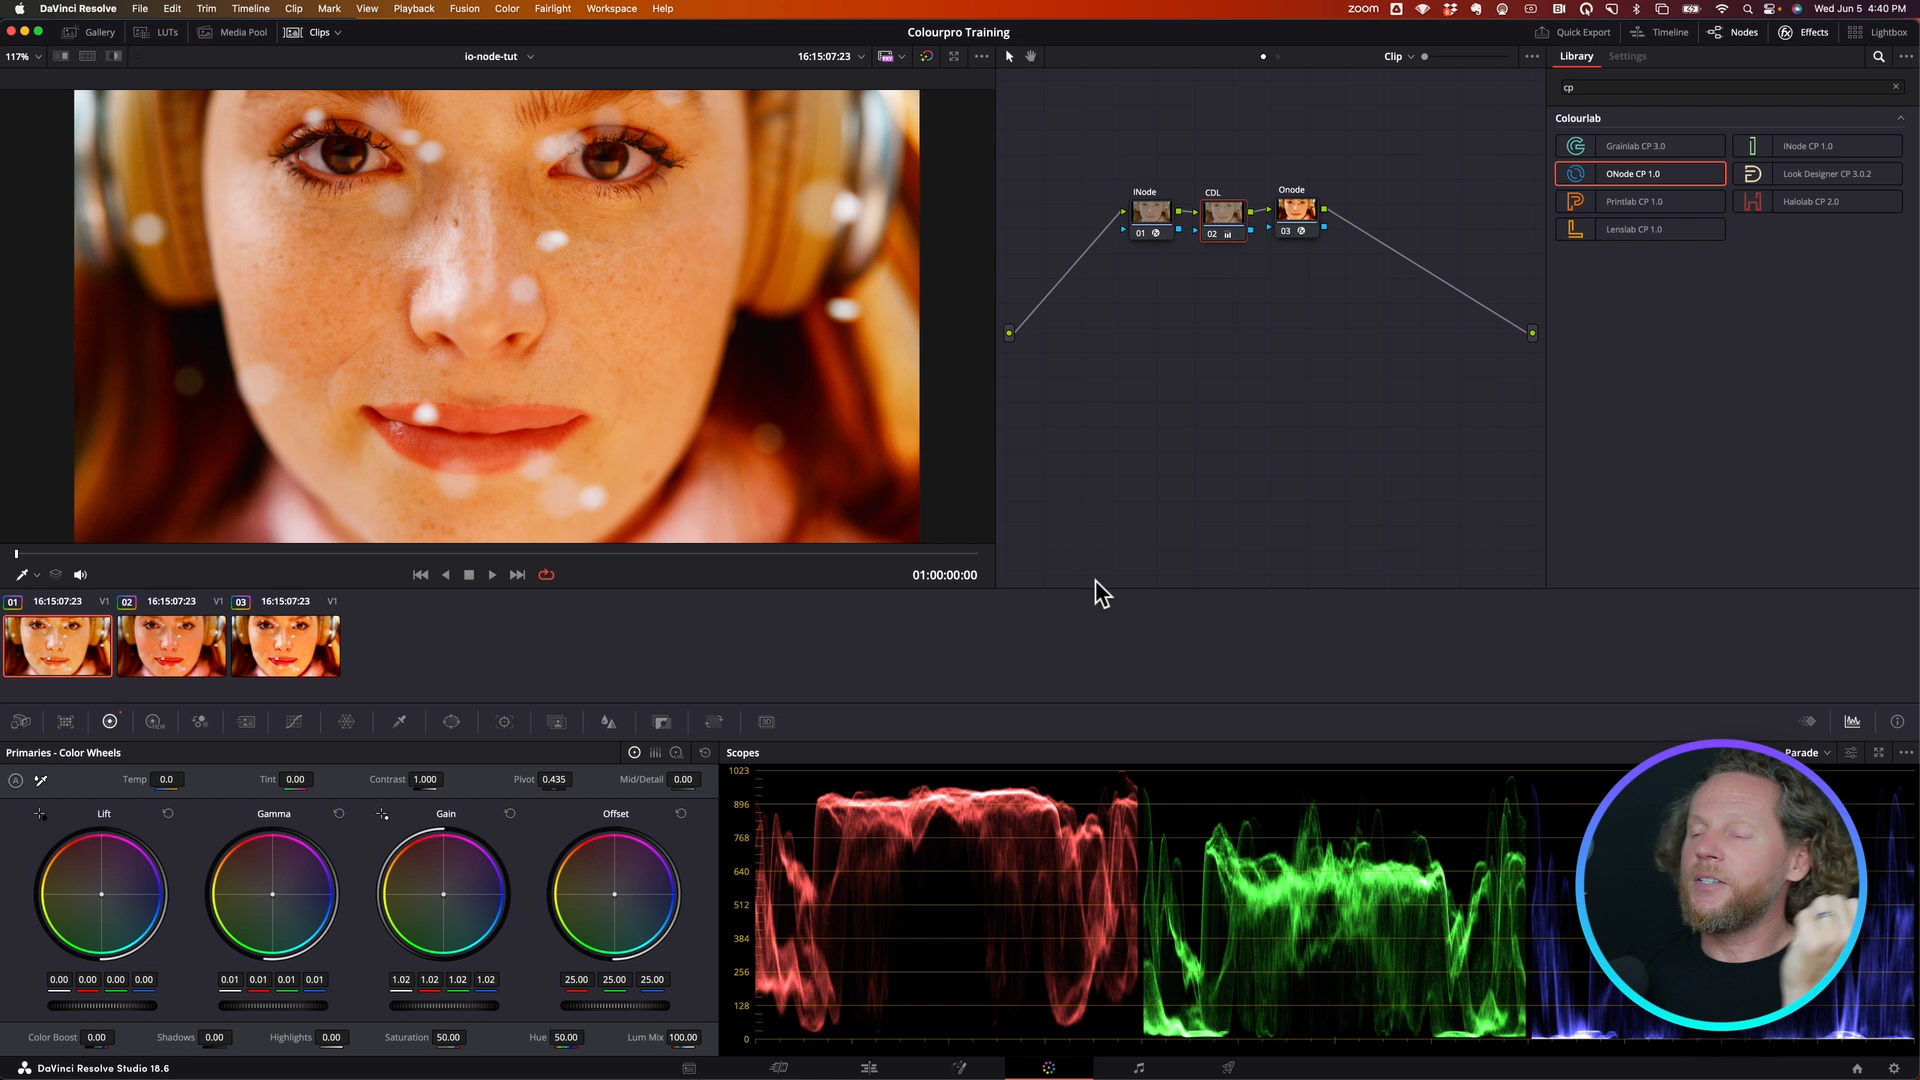 DaVinci Resolve File Edit Trim Timeline Clip Mark View Playback Fusion Color Fairlight Workspace Help zoom Wed Jun 5 4:40 PM
Gallery LUTs Media Pool Clips Colourpro Training Quick Export Timeline Nodes Effects Lightbox
117% io-node-tut 16:15:07:23 Clip Library Settings
cp
Colourlab
Grainlab CP 3.0 INode CP 1.0
ONode CP 1.0 Look Designer CP 3.0.2
Printlab CP 1.0 Halolab CP 2.0
Lenslab CP 1.0
INode CDL Onode
01 02 03
01:00:00:00
01 16:15:07:23 V1 02 16:15:07:23 V1 03 16:15:07:23 V1
HDR
3D
Primaries - Color Wheels
Scopes
Parade
Temp 0.0 Tint 0.00 Contrast 1.000 Pivot 0.435 Mid/Detail 0.00
Lift Gamma Gain Offset
0.00 0.00 0.00 0.00 0.01 0.01 0.01 0.01 1.02 1.02 1.02 1.02 25.00 25.00 25.00
Color Boost 0.00 Shadows 0.00 Highlights 0.00 Saturation 50.00 Hue 50.00 Lum Mix 100.00
1023
896
768
640
512
384
256
128
0
DaVinci Resolve Studio 18.6